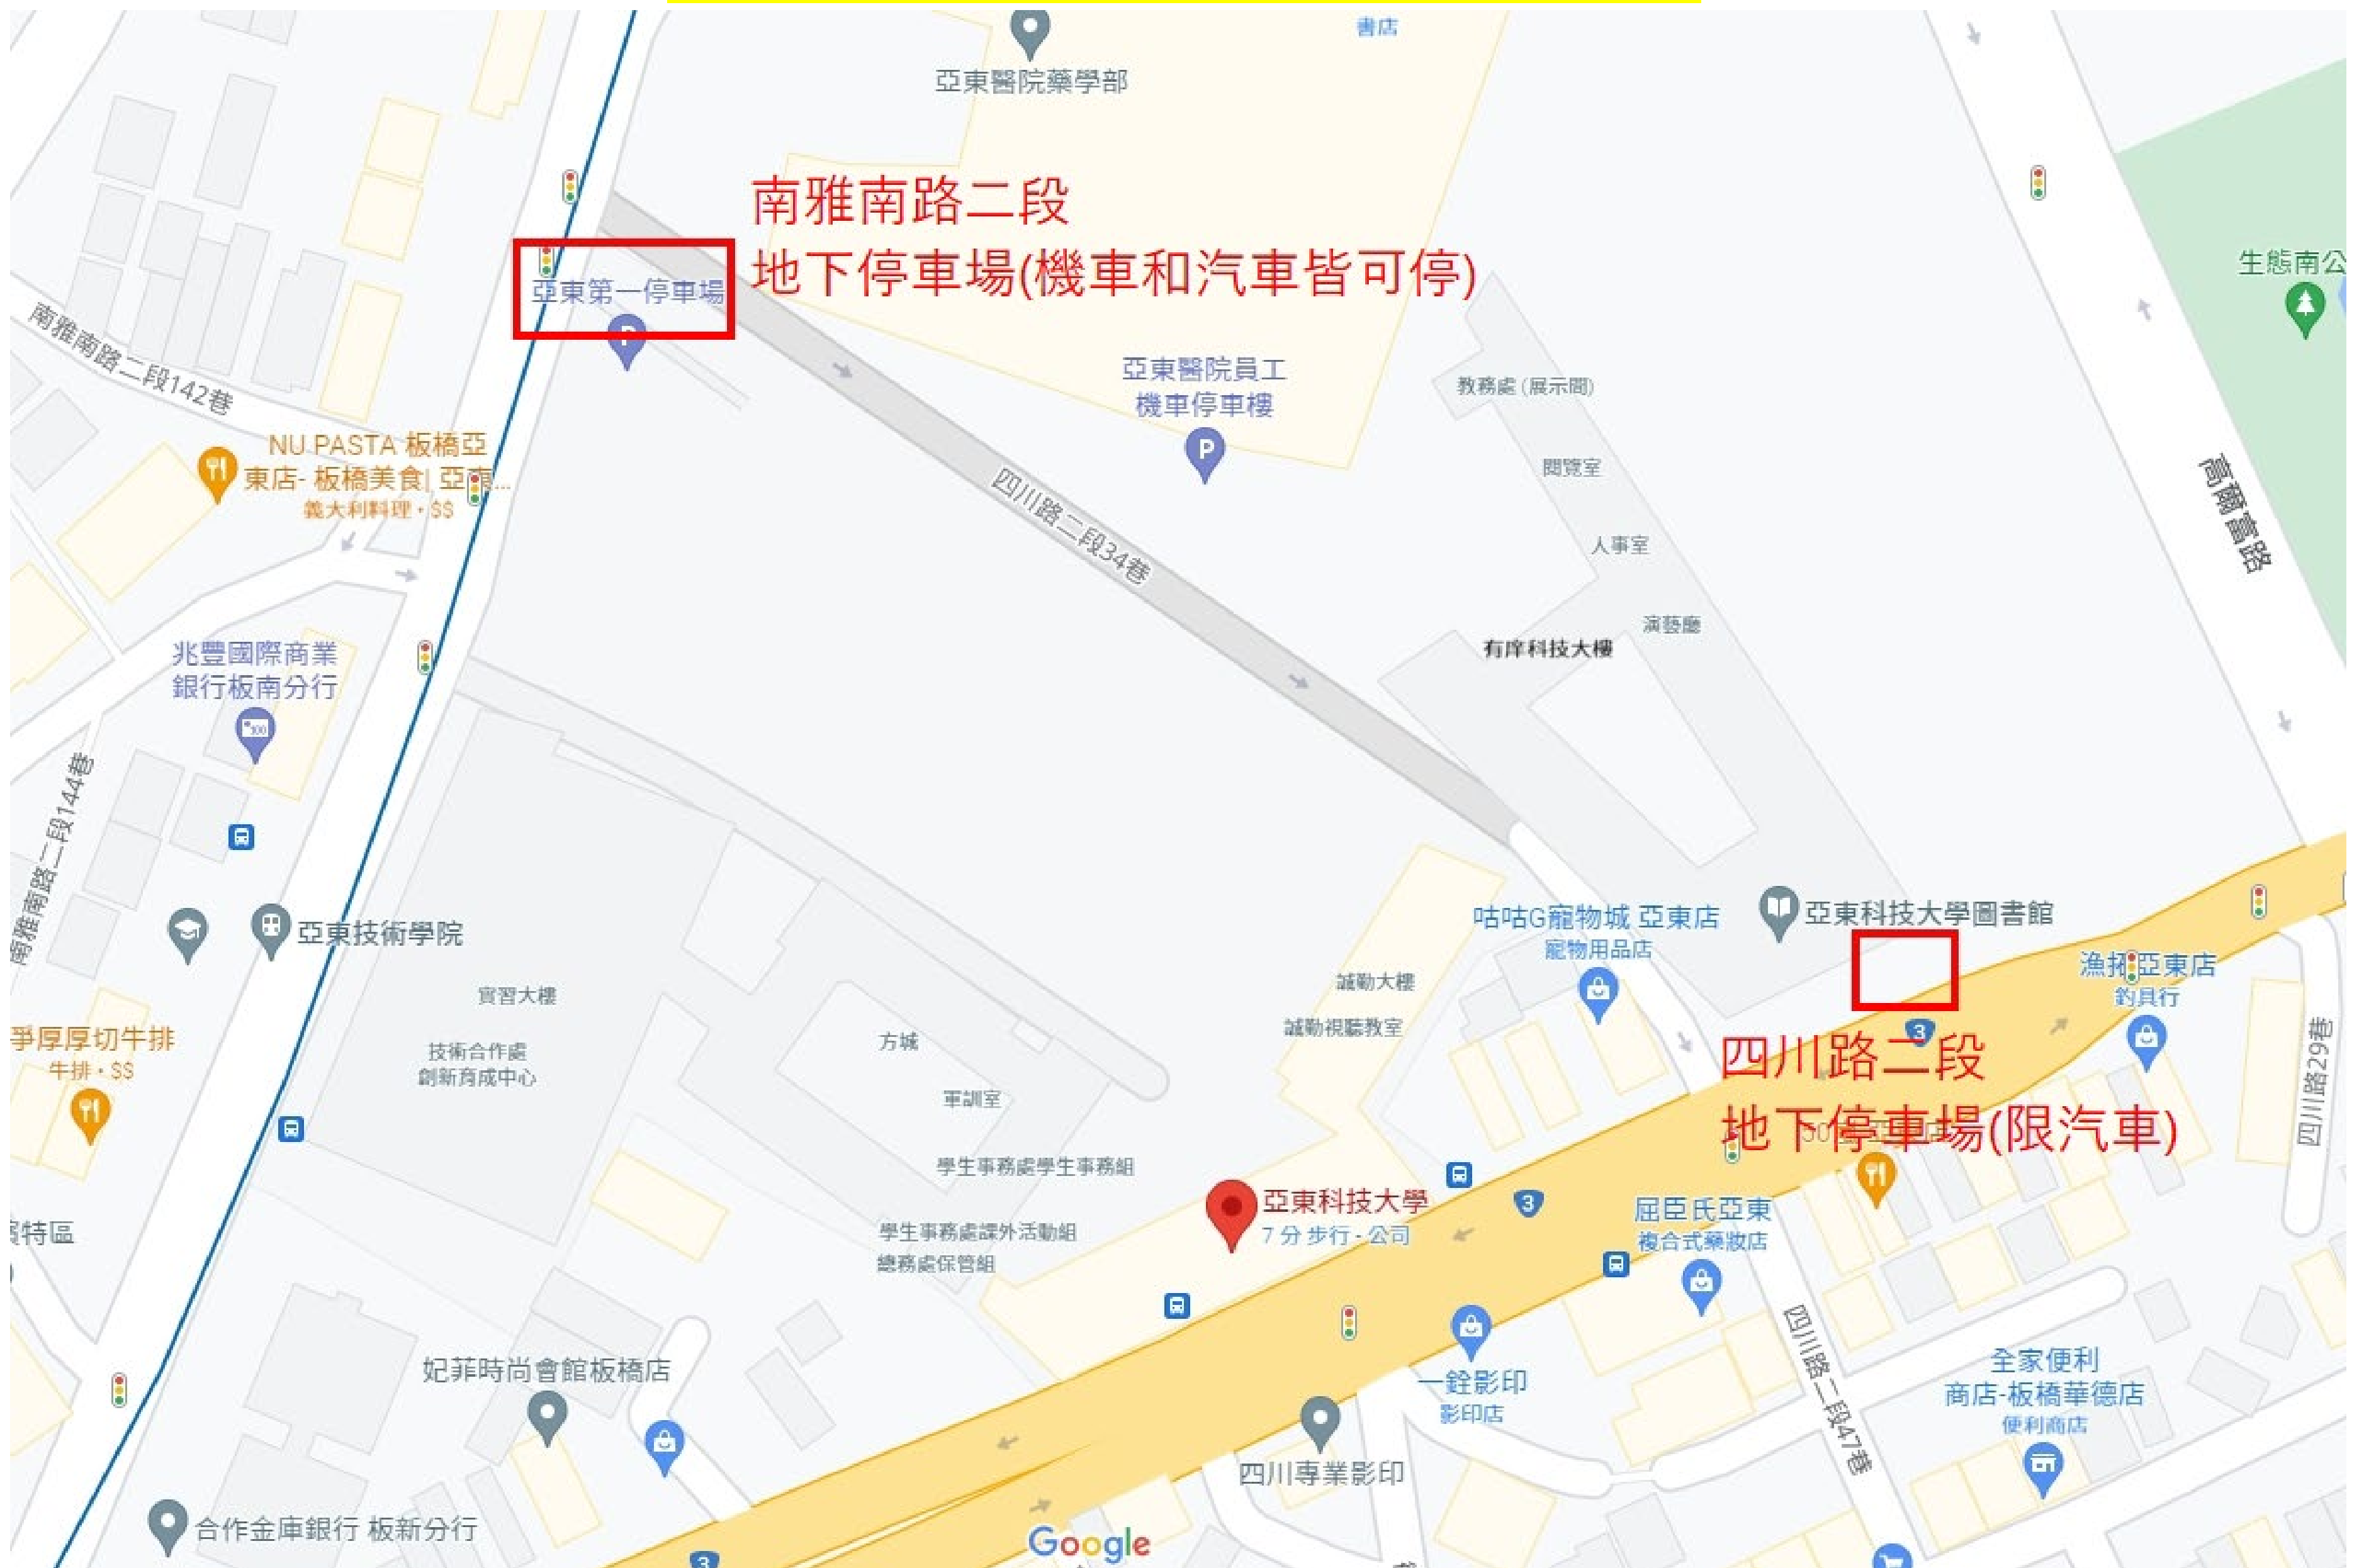 書店
亞東醫院藥學部
南雅南路二段
地下停車場(機車和汽車皆可停)
亞東第一停車場
P
生態南公
南雅南路二段142巷
亞東醫院員工
機車停車樓
P
教務處 (展示間)
NU PASTA 板橋亞
東店- 板橋美食| 亞東...
義大利料理・$$
閱覽室
四川路二段34巷
高爾富路
人事室
演藝廳
有庠科技大樓
兆豐國際商業
銀行板南分行
南雅南路二段144巷
亞東技術學院
咕咕G寵物城 亞東店
寵物用品店
亞東科技大學圖書館
漁拓 亞東店
釣具行
實習大樓
誠勤大樓
誠勤視聽教室
爭厚厚切牛排
牛排・$$
技術合作處
創新育成中心
方城
軍訓室
3
四川路二段
地下停車場(限汽車)
四川路29巷
學生事務處學生事務組
亞東科技大學
7 分 步行 - 公司
3
屈臣氏亞東
複合式藥妝店
學生事務處課外活動組
總務處保管組
特區
四川路二段47巷
妃菲時尚會館板橋店
一銓影印
影印店
全家便利
商店-板橋華德店
便利商店
四川專業影印
合作金庫銀行 板新分行
Google
3